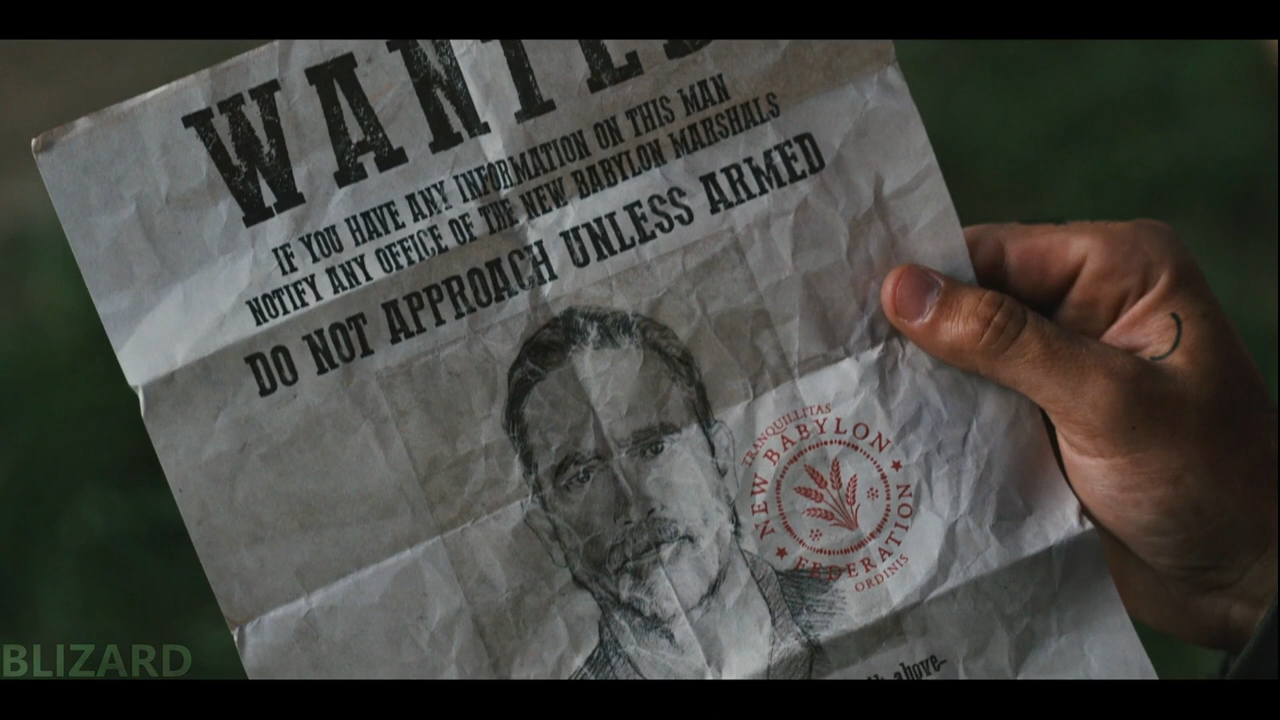 WANTED
IF YOU HAVE ANY INFORMATION ON THIS MAN
NOTIFY ANY OFFICE OF THE NEW BABYLON MARSHALS
DO NOT APPROACH UNLESS ARMED
TRANQUILLITAS
NEW BABYLON
FEDERATION
ORDINIS
above-
BLIZARD